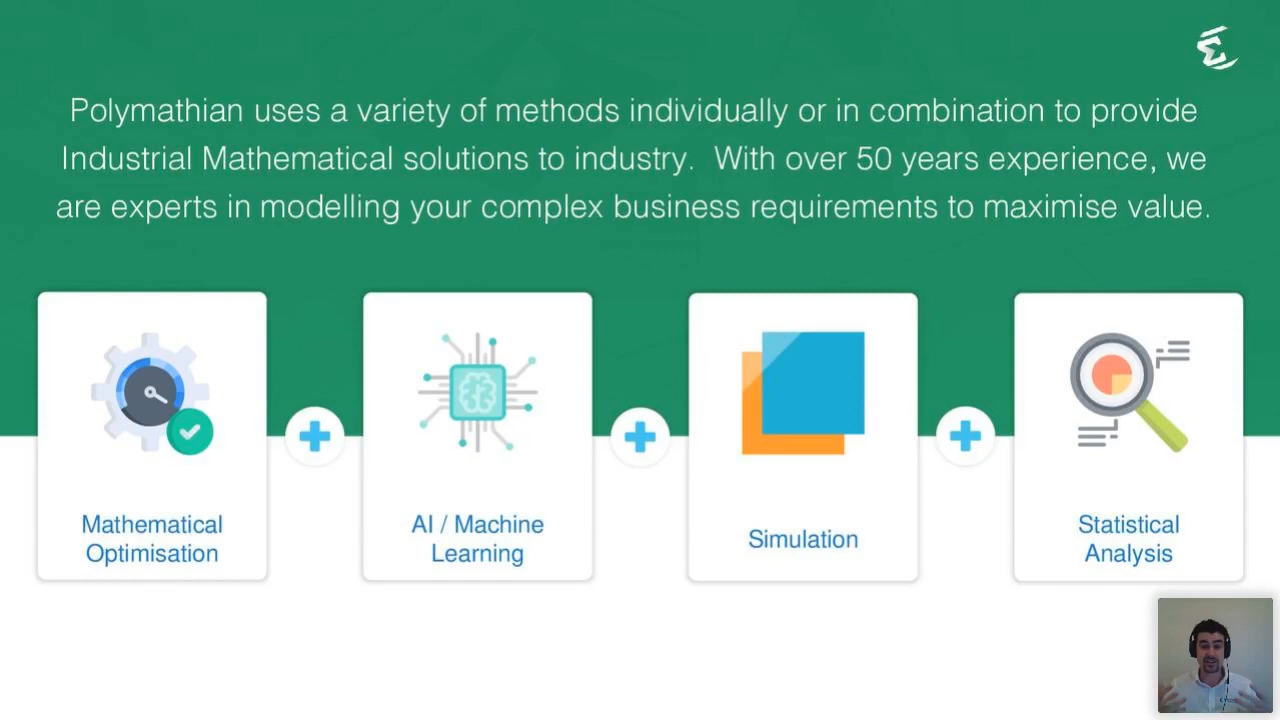 Polymathian uses a variety of methods individually or in combination to provide
Industrial Mathematical solutions to industry. With over 50 years experience, we
are experts in modelling your complex business requirements to maximise value.
Mathematical
Optimisation
AI / Machine
Learning
Simulation
Statistical
Analysis